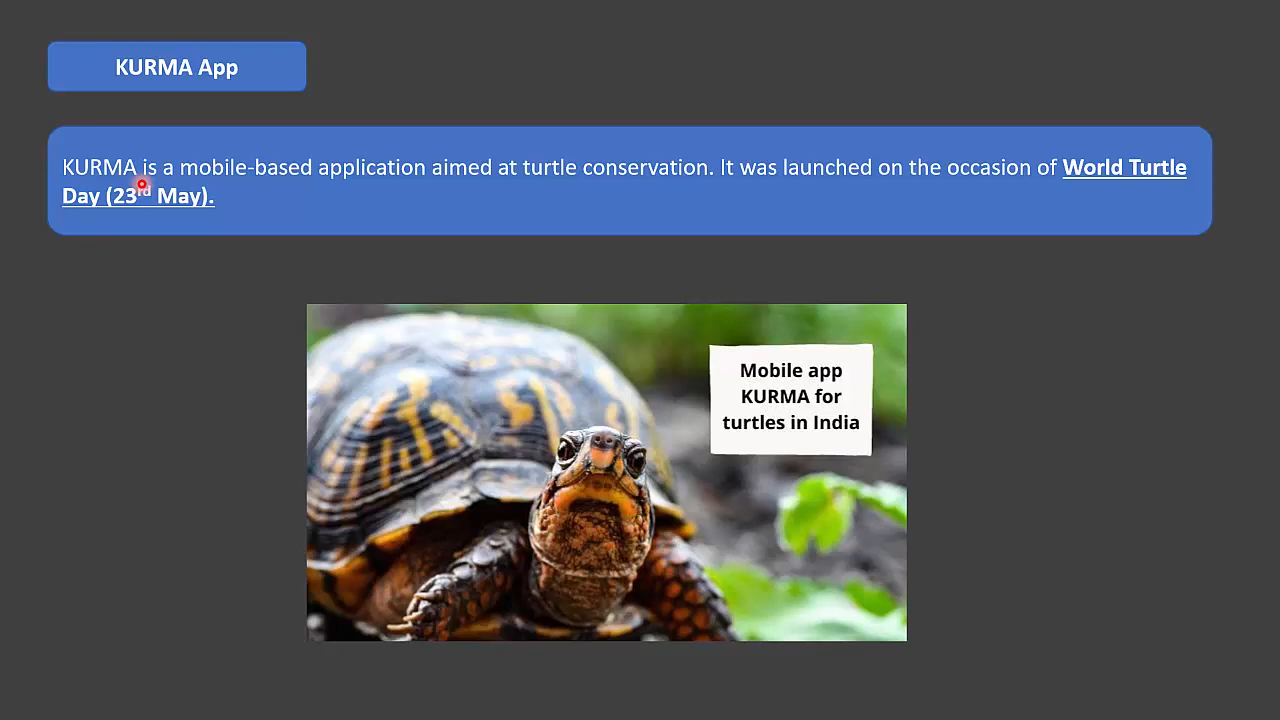 KURMA App
KURMA is a mobile-based application aimed at turtle conservation. It was launched on the occasion of World Turtle
Day (23rd May).
Mobile app
KURMA for
turtles in India